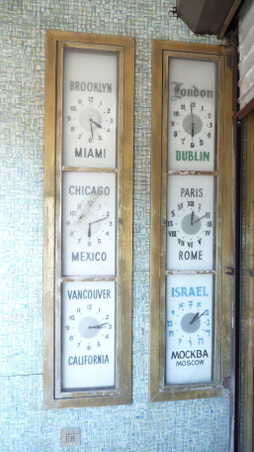 BROOKLYN
MIAMI
CHICAGO
MEXICO
VANCOUVER
CALIFORNIA
London
DUBLIN
PARIS
ROME
ISRAEL
МОСКВА
MOSCOW